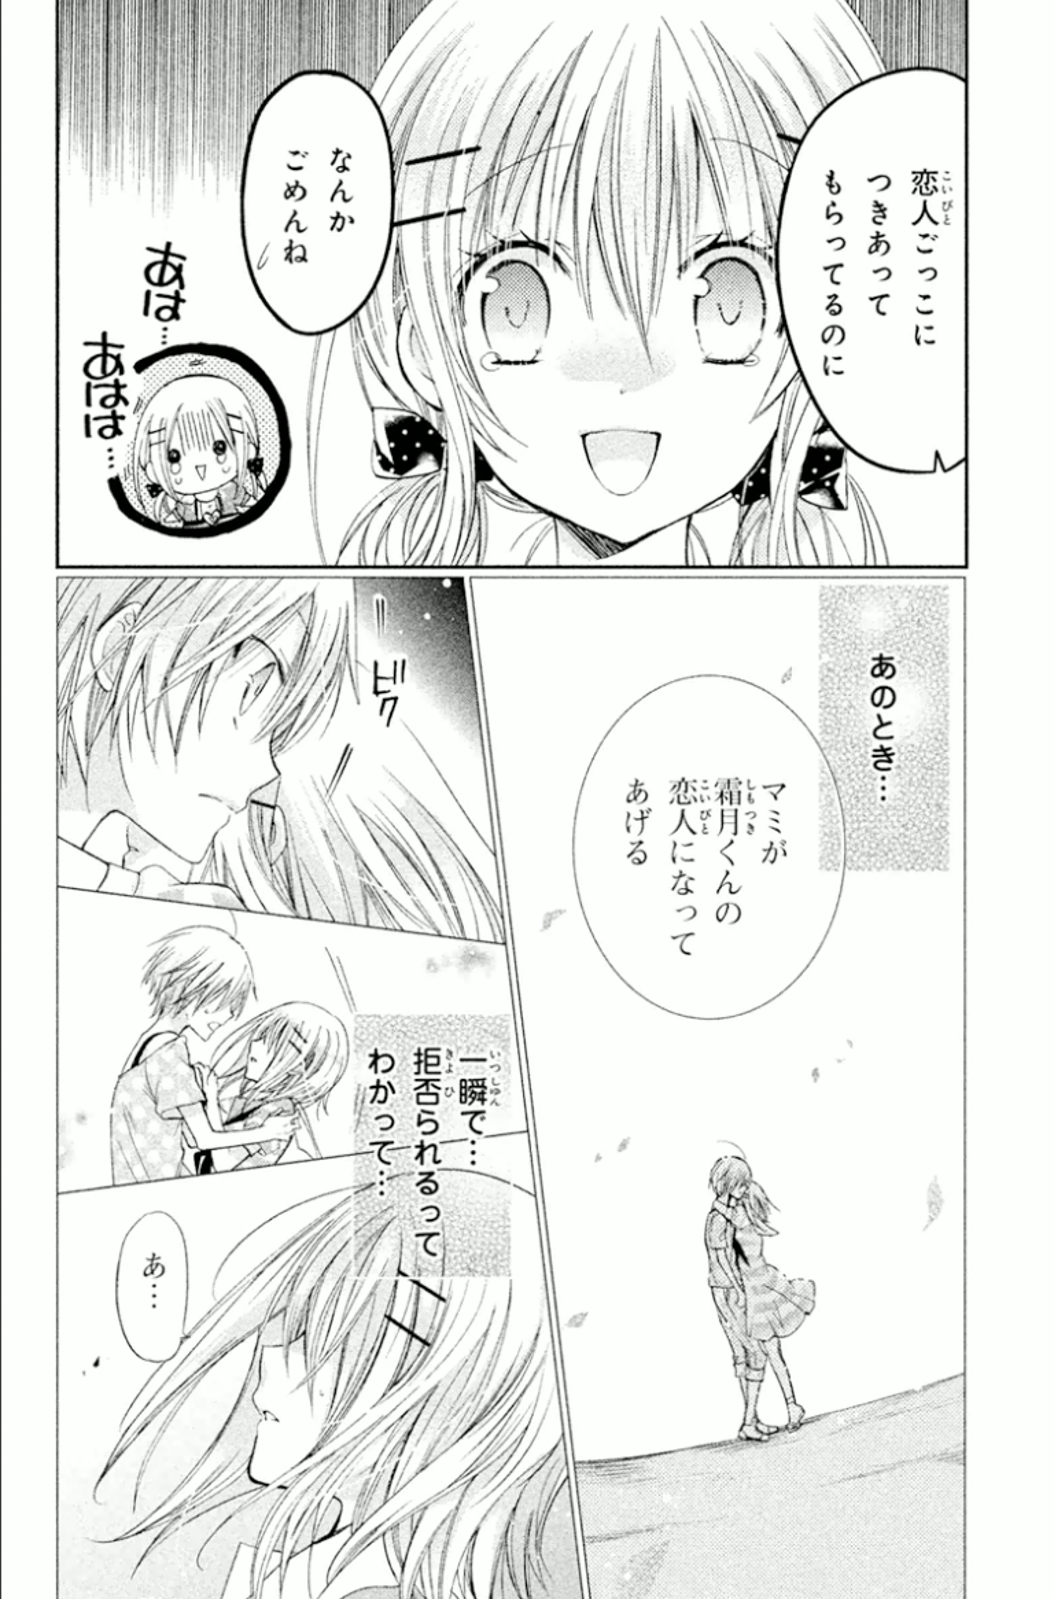 恋人ごっこに
つきあって
もらってるのに
なんか
ごめんね
あは…
あはは…
あのとき…
マミが
霜月くんの
恋人になって
あげる
ビクッ
一瞬で…
拒否られるって
わかって…
あ…